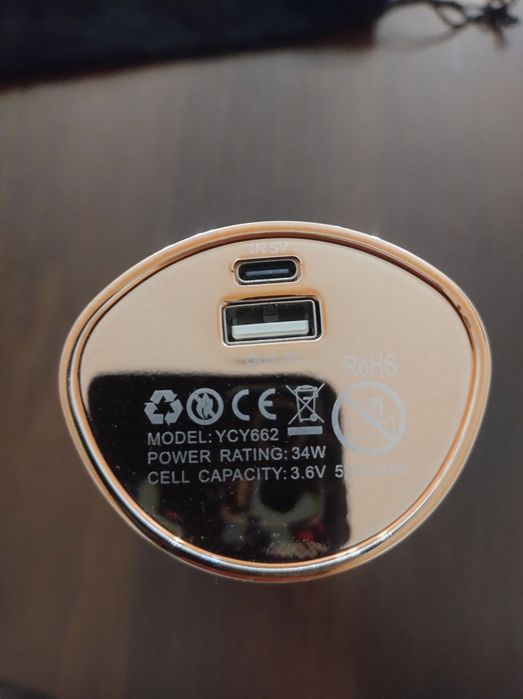 IN 5V
RoHS
MODEL: YCY662
POWER RATING: 34W
CELL CAPACITY: 3.6V